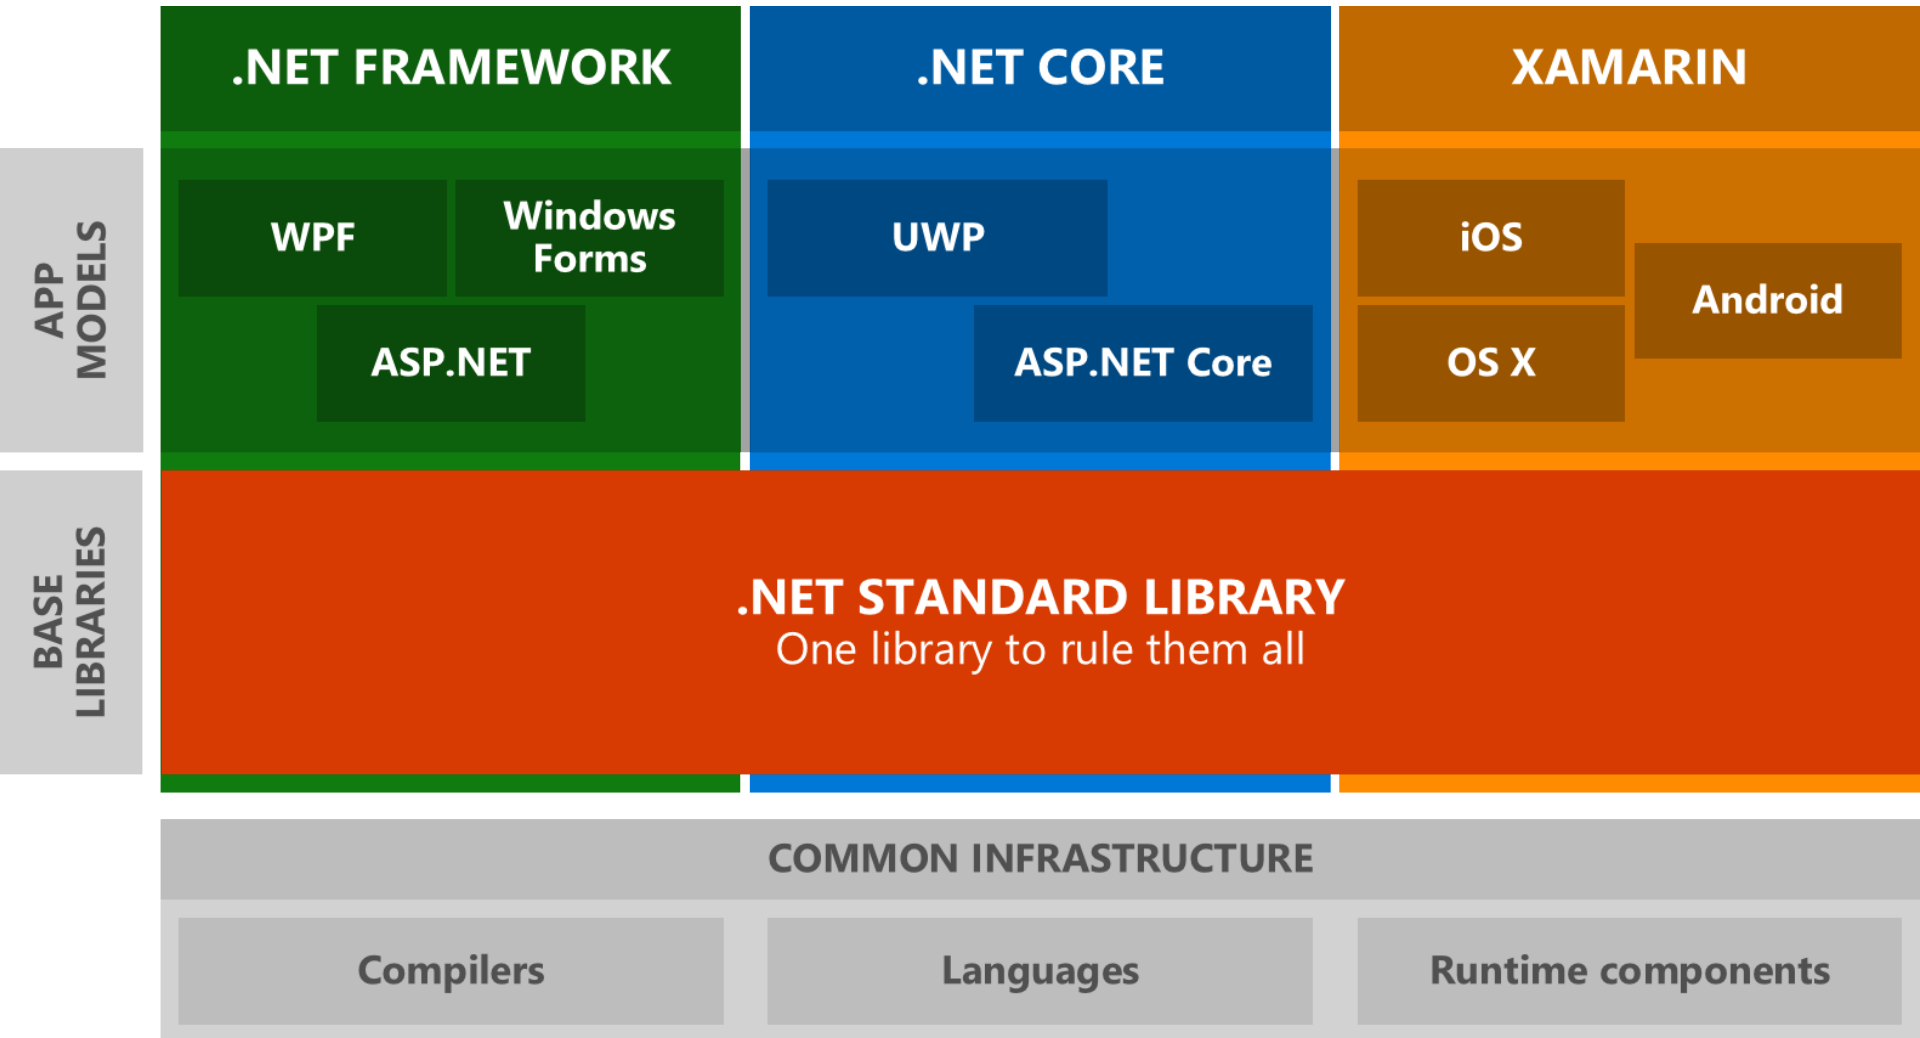 .NET FRAMEWORK
.NET CORE
XAMARIN
APP
MODELS
WPF
Windows
Forms
ASP.NET
UWP
ASP.NET Core
iOS
Android
OS X
BASE
LIBRARIES
.NET STANDARD LIBRARY
One library to rule them all
COMMON INFRASTRUCTURE
Compilers
Languages
Runtime components